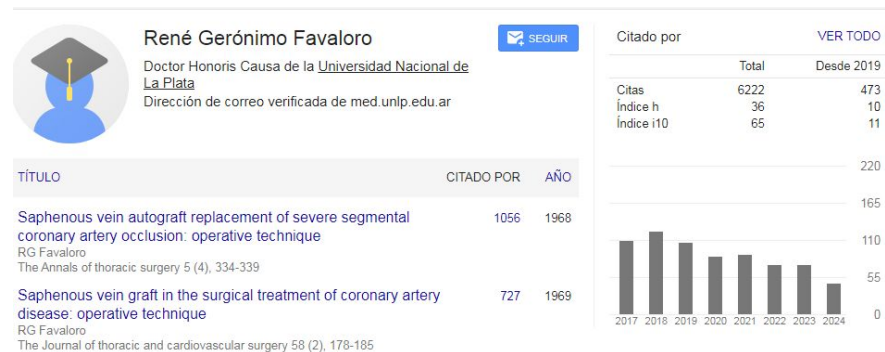 René Gerónimo Favaloro
SEGUIR
Doctor Honoris Causa de la Universidad Nacional de
La Plata
Dirección de correo verificada de med.unlp.edu.ar
TÍTULO CITADO POR AÑO
Saphenous vein autograft replacement of severe segmental 1056 1968
coronary artery occlusion: operative technique
RG Favaloro
The Annals of thoracic surgery 5 (4), 334-339
Saphenous vein graft in the surgical treatment of coronary artery 727 1969
disease: operative technique
RG Favaloro
The Journal of thoracic and cardiovascular surgery 58 (2), 178-185
Citado por VER TODO
Total Desde 2019
Citas 6222 473
Índice h 36 10
Índice i10 65 11
220
165
110
55
0
2017 2018 2019 2020 2021 2022 2023 2024